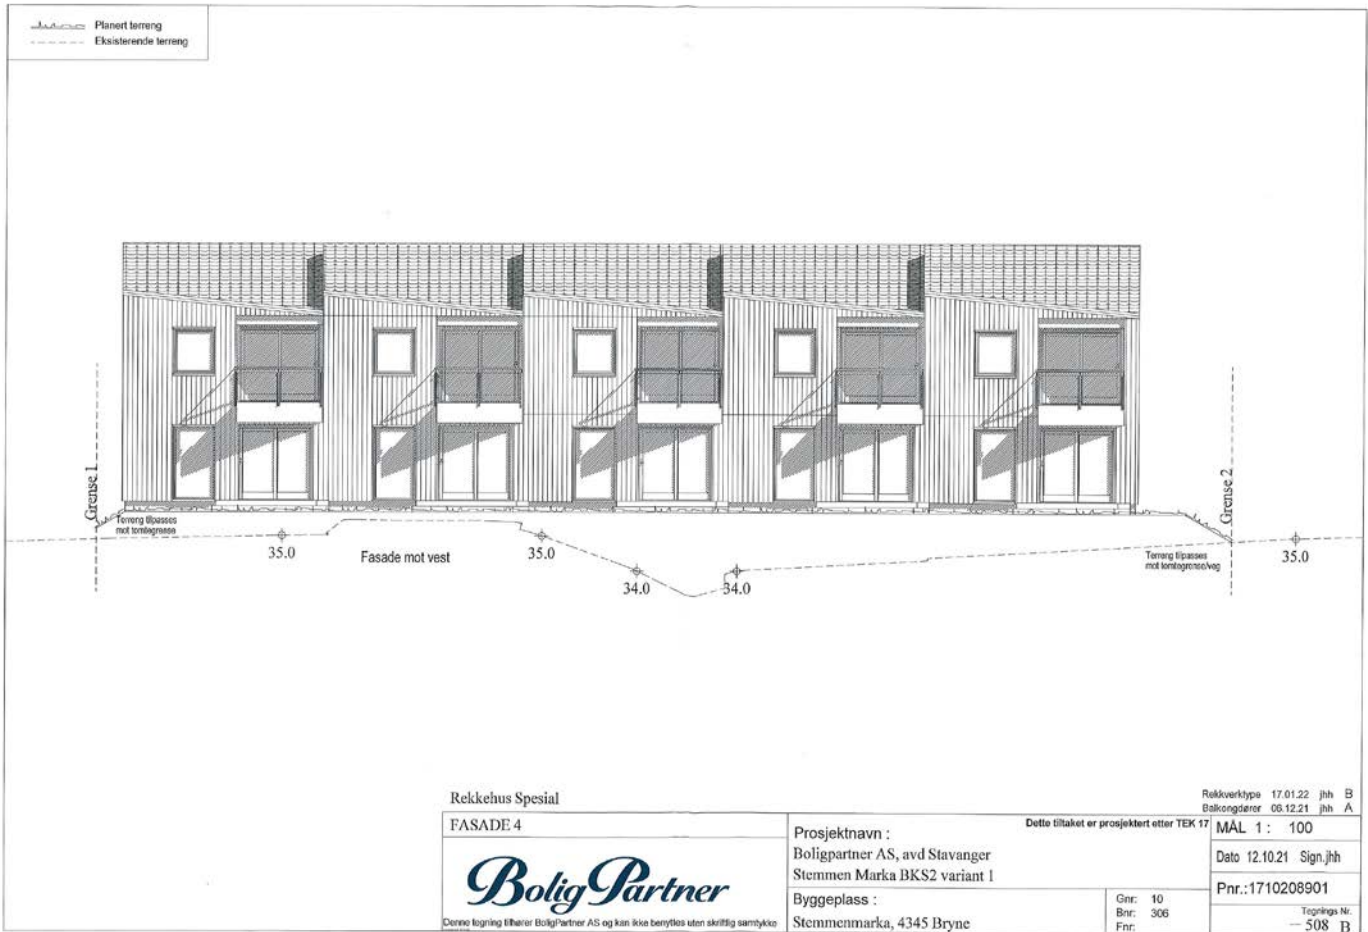 Planert terreng
Eksisterende terreng
Grense 1
Grense 2
Terreng tilpasses
mot tomtegrense
35.0
Fasade mot vest
35.0
34.0
34.0
Terreng tilpasses
mot tomtegrense/veg
35.0
Rekkehus Spesial
Rekkverktype 17.01.22 jhh B
Balkongdører 06.12.21 jhh A
FASADE 4
BoligPartner
Denne tegning tilhører BoligPartner AS og kan ikke benyttes uten skriftlig samtykke
Dette tiltaket er prosjektert etter TEK 17
Prosjektnavn :
Boligpartner AS, avd Stavanger
Stemmen Marka BKS2 variant 1
Byggeplass :
Stemmenmarka, 4345 Bryne
Gnr: 10
Bnr: 306
Fnr:
MÅL 1 : 100
Dato 12.10.21 Sign.jhh
Pnr.:1710208901
Tegnings Nr.
– 508 B